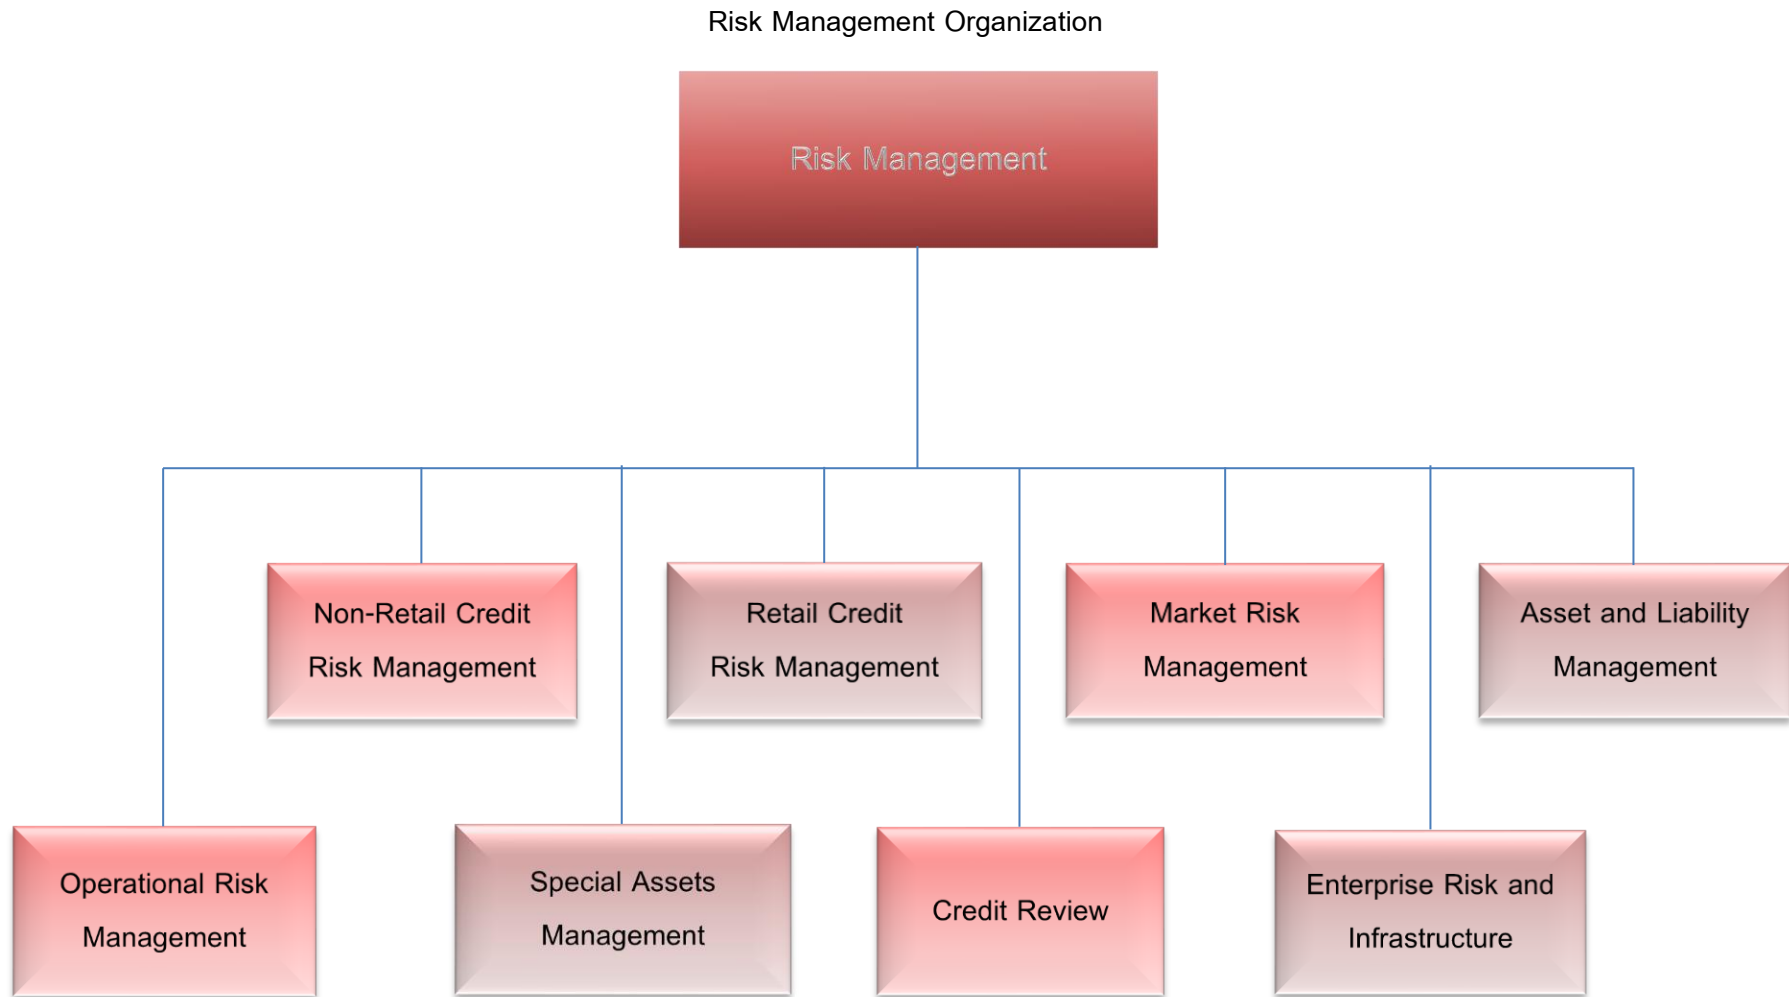 Risk Management Organization
Risk Management
Non-Retail Credit
Risk Management
Retail Credit
Risk Management
Market Risk
Management
Asset and Liability
Management
Operational Risk
Management
Special Assets
Management
Credit Review
Enterprise Risk and
Infrastructure